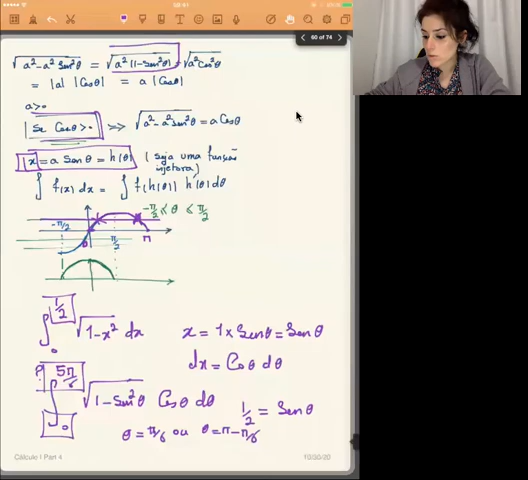 60 of 74
√a²-a² Sen²θ = √a²(1-Sen²θ) = √a²Cos²θ
= |a| |Cosθ| = a |Cosθ|
a>0
Se Cosθ>0 ⇒ √a²-a² Sen²θ = a Cosθ
x = a Senθ = h(θ) (seja uma função injetora)
∫ f(x) dx = ∫ f(h(θ)) h'(θ) dθ
-π/2 ≤ θ ≤ π/2
-π/2 0 π/2 π
∫₀^(1/2) √1-x² dx x = 1 x Senθ = Senθ
dx = Cosθ dθ
? ∫₀^(5π/6) √1-Sen²θ Cosθ dθ 1/2 = Senθ
θ = π/6 ou θ = π - π/6
Cálculo I Part 4 10/30/20